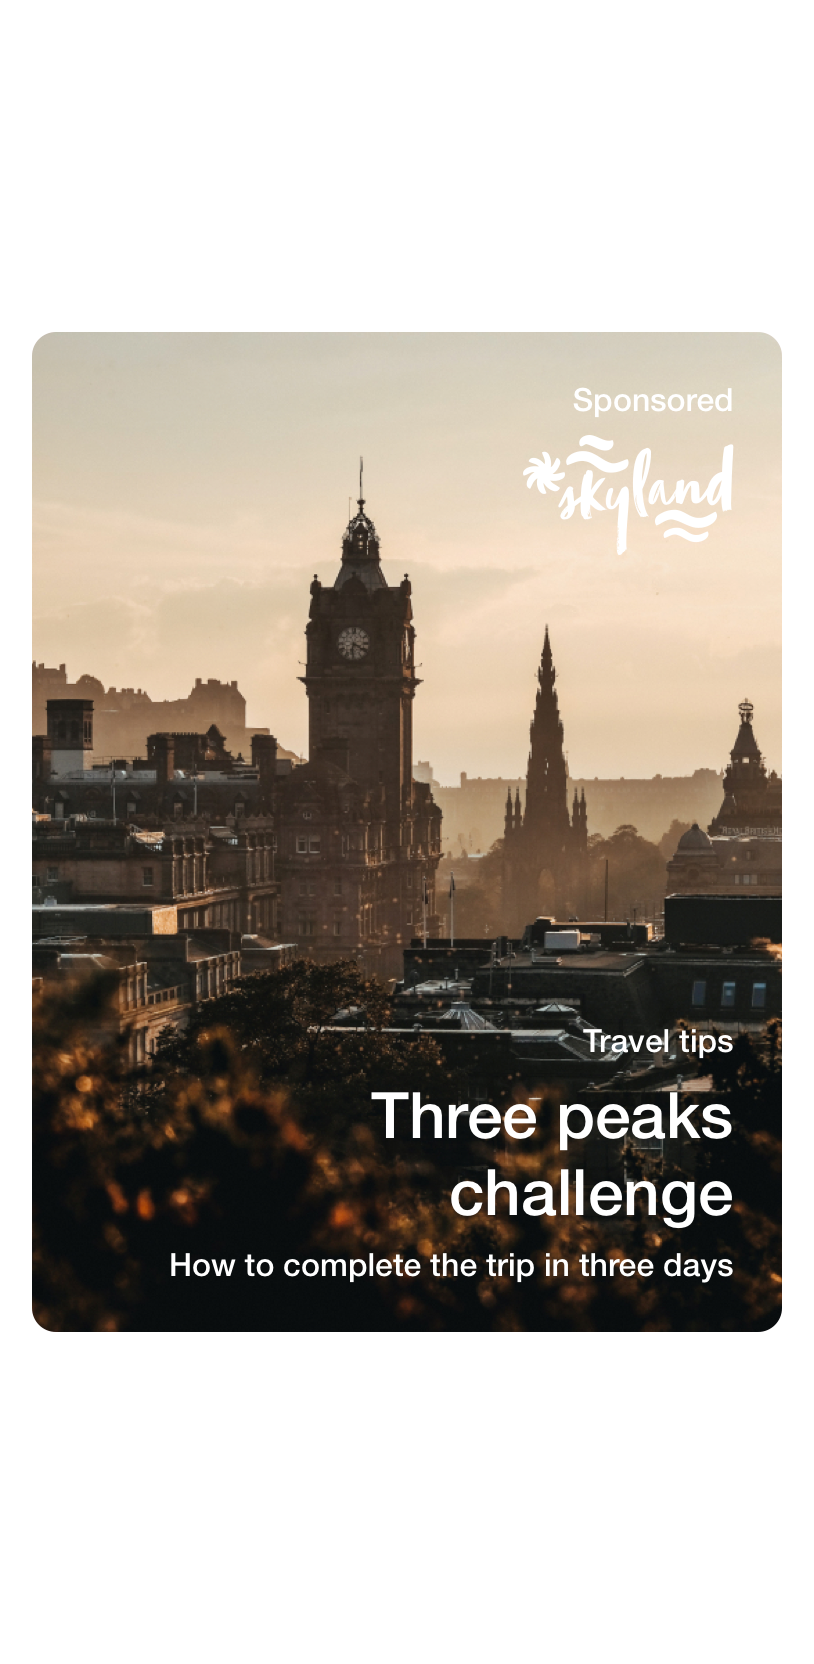 Sponsored
skyland
Travel tips
Three peaks
challenge
How to complete the trip in three days